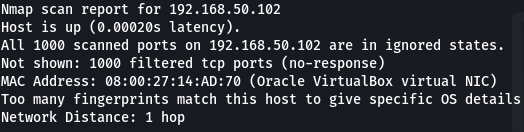 Nmap scan report for 192.168.50.102
Host is up (0.00020s latency).
All 1000 scanned ports on 192.168.50.102 are in ignored states.
Not shown: 1000 filtered tcp ports (no-response)
MAC Address: 08:00:27:14:AD:70 (Oracle VirtualBox virtual NIC)
Too many fingerprints match this host to give specific OS details
Network Distance: 1 hop